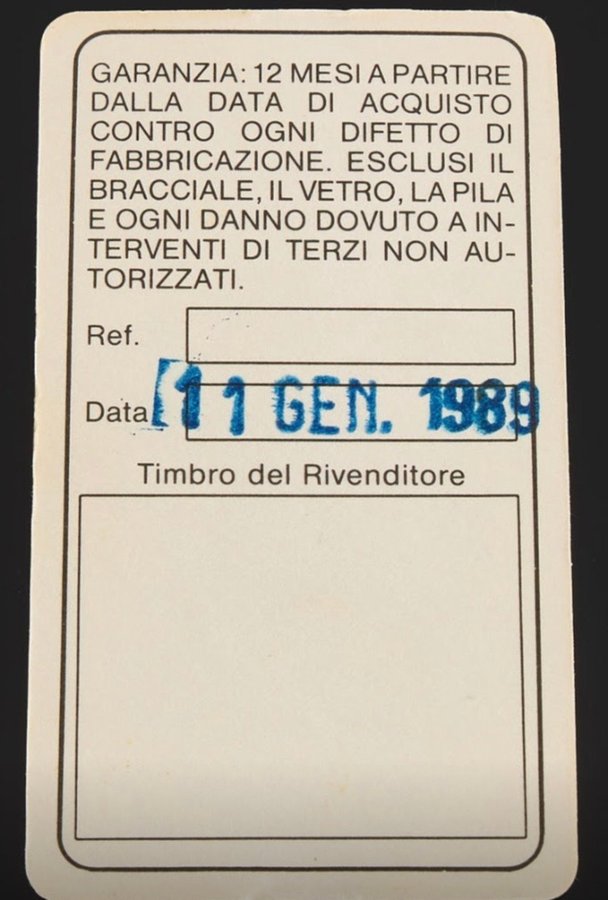 GARANZIA: 12 MESI A PARTIRE
DALLA DATA DI ACQUISTO
CONTRO OGNI DIFETTO DI
FABBRICAZIONE. ESCLUSI IL
BRACCIALE, IL VETRO, LA PILA
E OGNI DANNO DOVUTO A IN-
TERVENTI DI TERZI NON AU-
TORIZZATI.
Ref.
Data 11 GEN. 1989
Timbro del Rivenditore